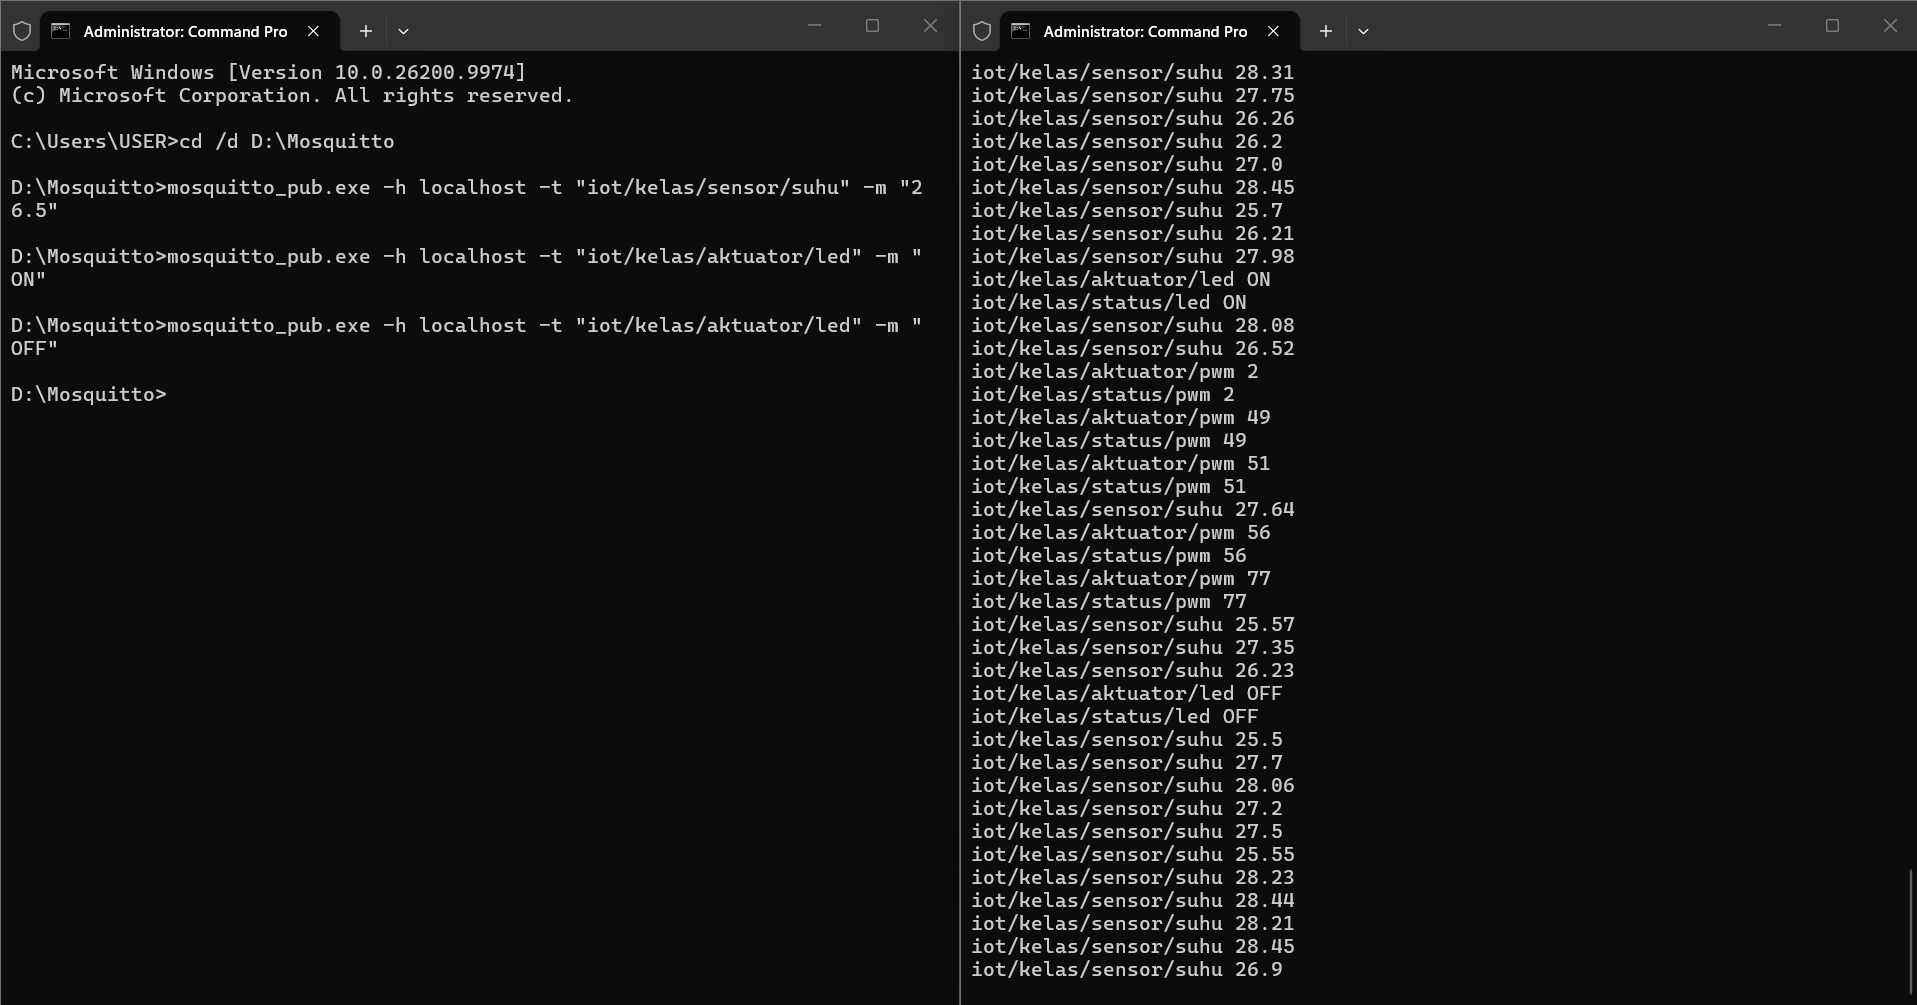 Administrator: Command Pro
Microsoft Windows [Version 10.0.26200.9974]
(c) Microsoft Corporation. All rights reserved.
C:\Users\USER>cd /d D:\Mosquitto
D:\Mosquitto>mosquitto_pub.exe -h localhost -t "iot/kelas/sensor/suhu" -m "2
6.5"
D:\Mosquitto>mosquitto_pub.exe -h localhost -t "iot/kelas/aktuator/led" -m "
ON"
D:\Mosquitto>mosquitto_pub.exe -h localhost -t "iot/kelas/aktuator/led" -m "
OFF"
D:\Mosquitto>
Administrator: Command Pro
iot/kelas/sensor/suhu 28.31
iot/kelas/sensor/suhu 27.75
iot/kelas/sensor/suhu 26.26
iot/kelas/sensor/suhu 26.2
iot/kelas/sensor/suhu 27.0
iot/kelas/sensor/suhu 28.45
iot/kelas/sensor/suhu 25.7
iot/kelas/sensor/suhu 26.21
iot/kelas/sensor/suhu 27.98
iot/kelas/aktuator/led ON
iot/kelas/status/led ON
iot/kelas/sensor/suhu 28.08
iot/kelas/sensor/suhu 26.52
iot/kelas/aktuator/pwm 2
iot/kelas/status/pwm 2
iot/kelas/aktuator/pwm 49
iot/kelas/status/pwm 49
iot/kelas/aktuator/pwm 51
iot/kelas/status/pwm 51
iot/kelas/sensor/suhu 27.64
iot/kelas/aktuator/pwm 56
iot/kelas/status/pwm 56
iot/kelas/aktuator/pwm 77
iot/kelas/status/pwm 77
iot/kelas/sensor/suhu 25.57
iot/kelas/sensor/suhu 27.35
iot/kelas/sensor/suhu 26.23
iot/kelas/aktuator/led OFF
iot/kelas/status/led OFF
iot/kelas/sensor/suhu 25.5
iot/kelas/sensor/suhu 27.7
iot/kelas/sensor/suhu 28.06
iot/kelas/sensor/suhu 27.2
iot/kelas/sensor/suhu 27.5
iot/kelas/sensor/suhu 25.55
iot/kelas/sensor/suhu 28.23
iot/kelas/sensor/suhu 28.44
iot/kelas/sensor/suhu 28.21
iot/kelas/sensor/suhu 28.45
iot/kelas/sensor/suhu 26.9